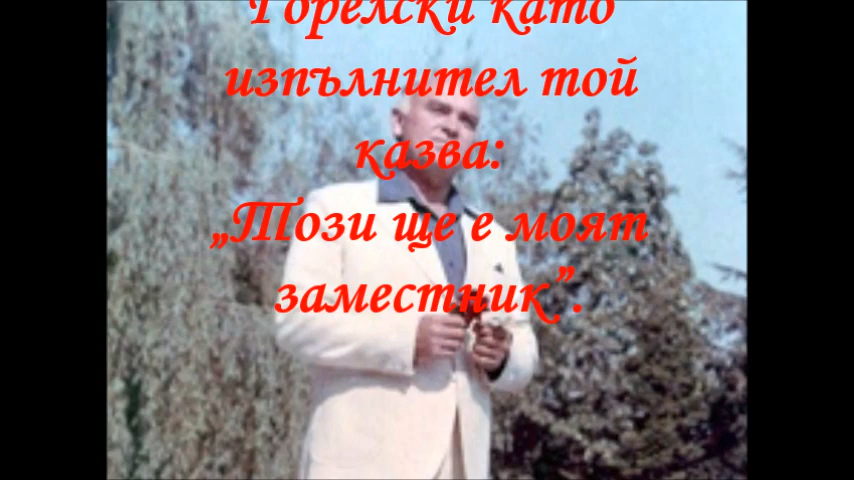 Горелски като
изпълнител той
казва:
„Този ще е моят
заместник”.